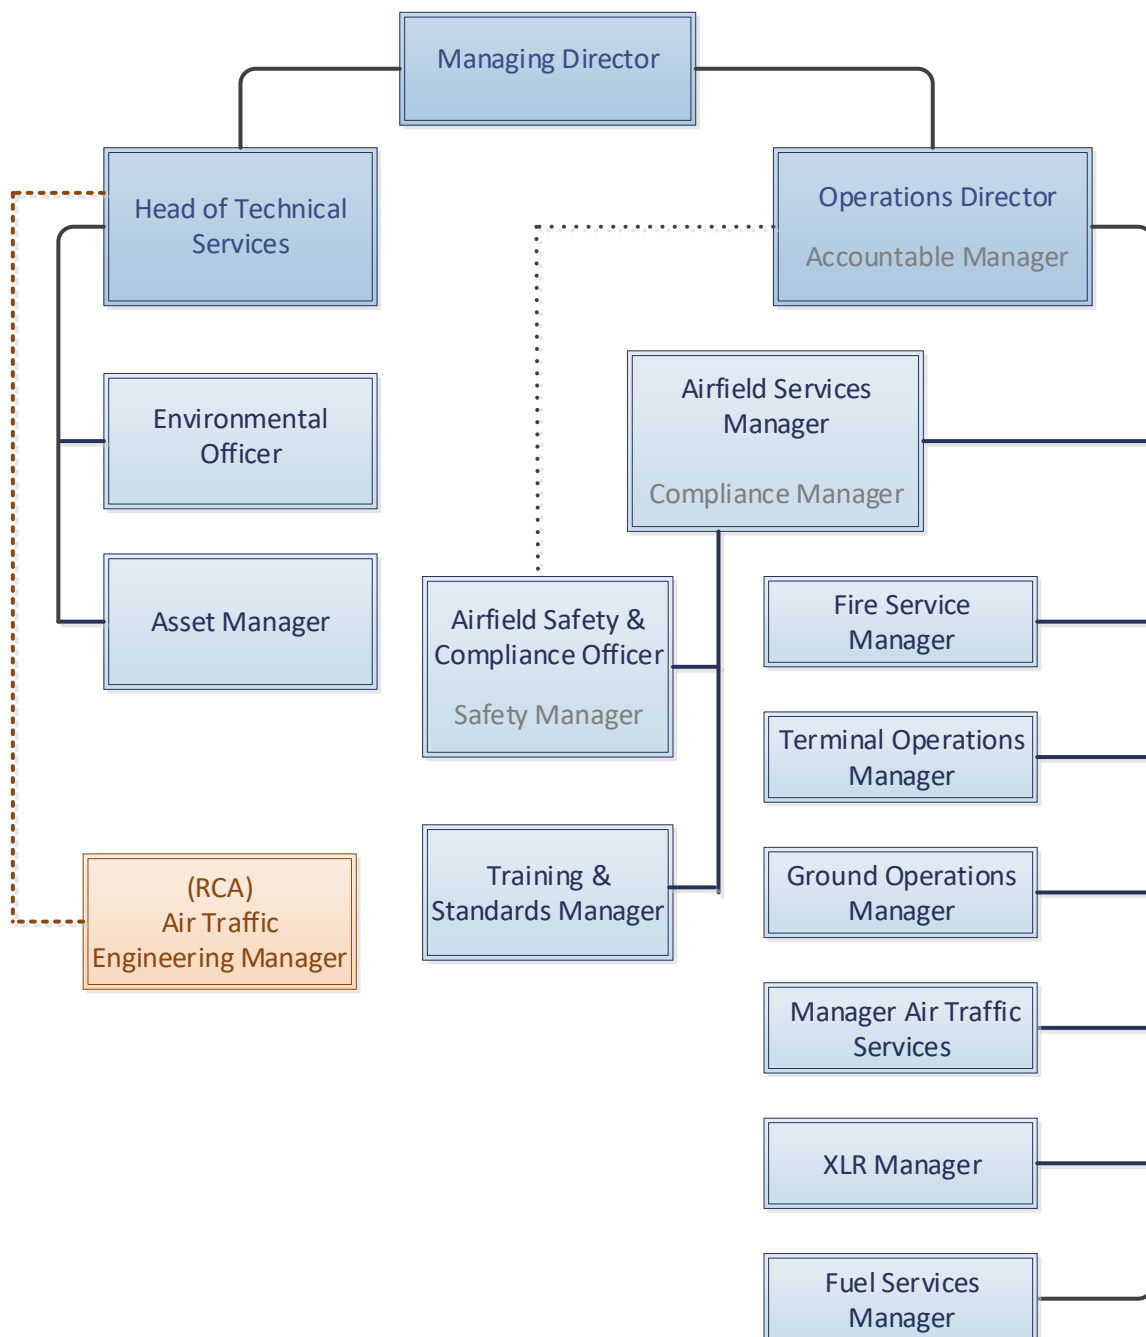 Managing Director
Head of Technical
Services
Operations Director
Accountable Manager
Environmental
Officer
Airfield Services
Manager
Compliance Manager
Asset Manager
Airfield Safety &
Compliance Officer
Safety Manager
Fire Service
Manager
Terminal Operations
Manager
Training &
Standards Manager
Ground Operations
Manager
(RCA)
Air Traffic
Engineering Manager
Manager Air Traffic
Services
XLR Manager
Fuel Services
Manager